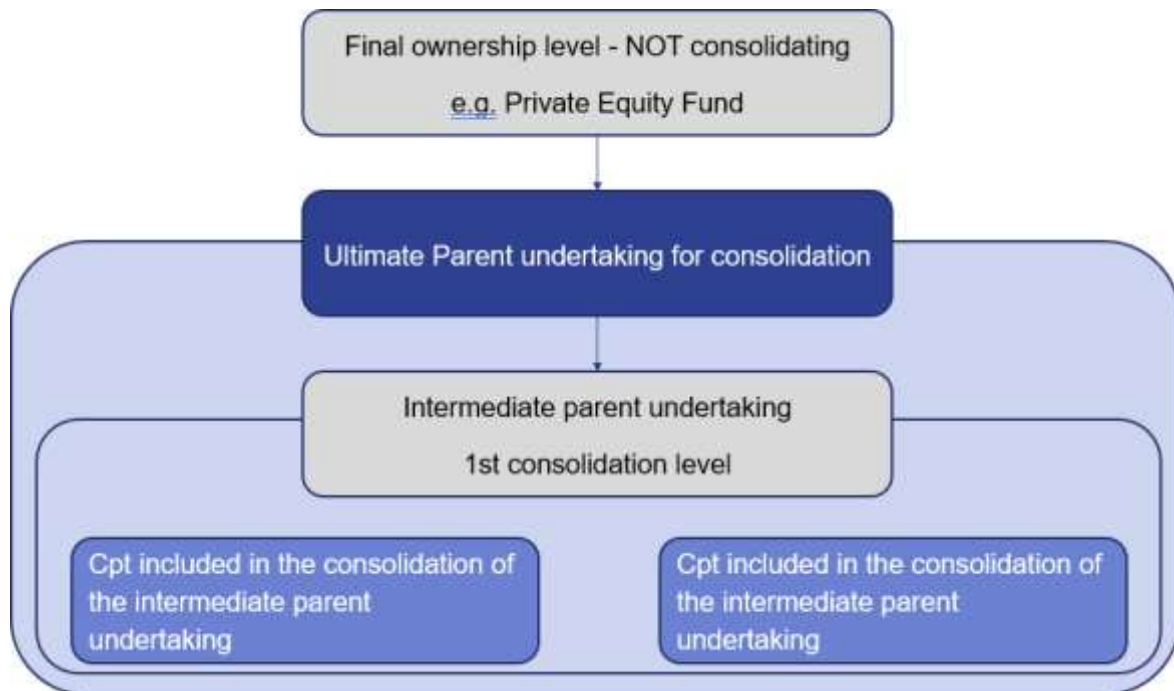 Final ownership level - NOT consolidating
e.g. Private Equity Fund
Ultimate Parent undertaking for consolidation
Intermediate parent undertaking
1st consolidation level
Cpt included in the consolidation of
the intermediate parent
undertaking
Cpt included in the consolidation of
the intermediate parent
undertaking